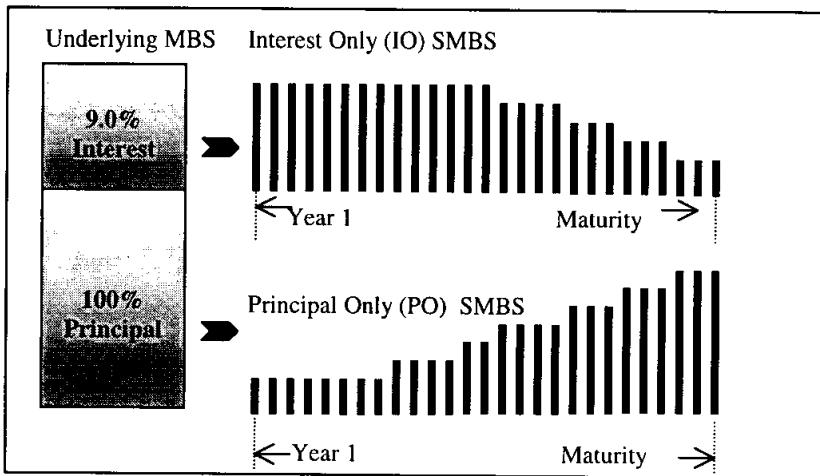 Underlying MBS
Interest Only (IO) SMBS
9.0%
Interest
Year 1
Maturity
100%
Principal
Principal Only (PO) SMBS
Year 1
Maturity